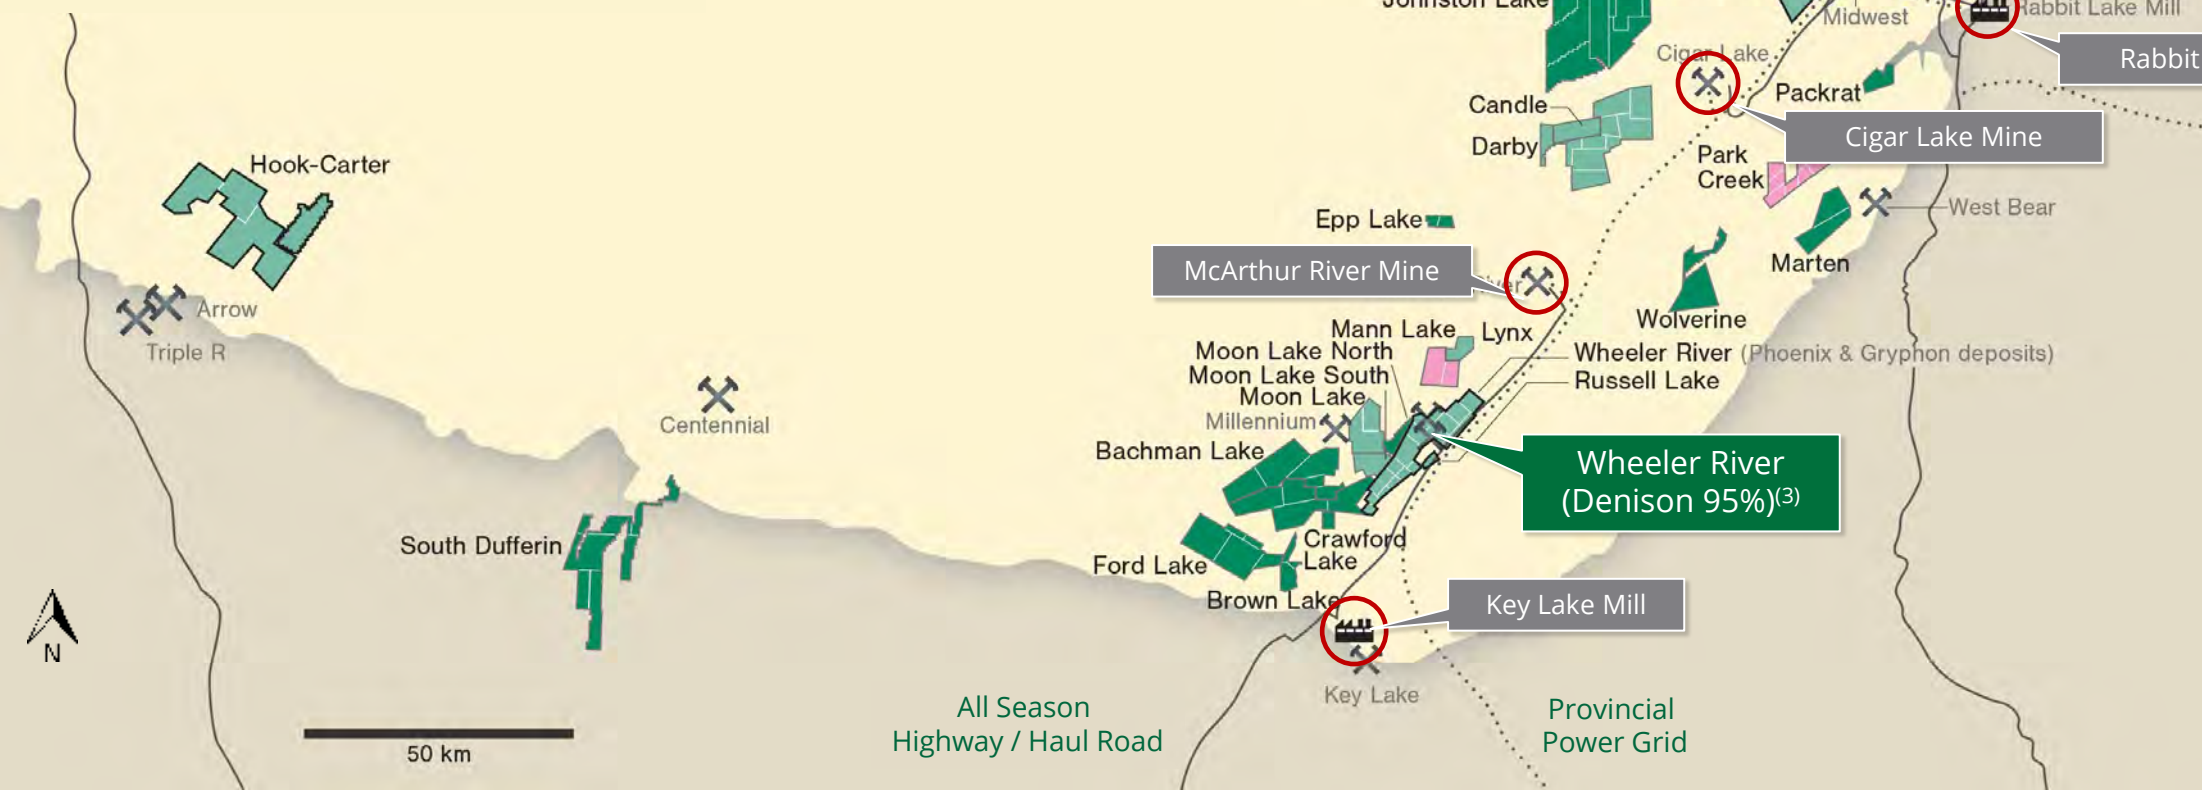 Johnston Lake
Midwest
Rabbit Lake Mill
Rabbit
Cigar Lake
Candle
Packrat
Cigar Lake Mine
Darby
Park
Creek
Hook-Carter
West Bear
Epp Lake
McArthur River Mine
Marten
Arrow
Triple R
Wolverine
Mann Lake
Lynx
Moon Lake North
Wheeler River (Phoenix & Gryphon deposits)
Moon Lake South
Russell Lake
Moon Lake
Millennium
Centennial
Bachman Lake
Wheeler River
(Denison 95%)(3)
South Dufferin
Crawford
Lake
Ford Lake
Brown Lake
Key Lake Mill
N
Key Lake
All Season
Highway / Haul Road
Provincial
Power Grid
50 km